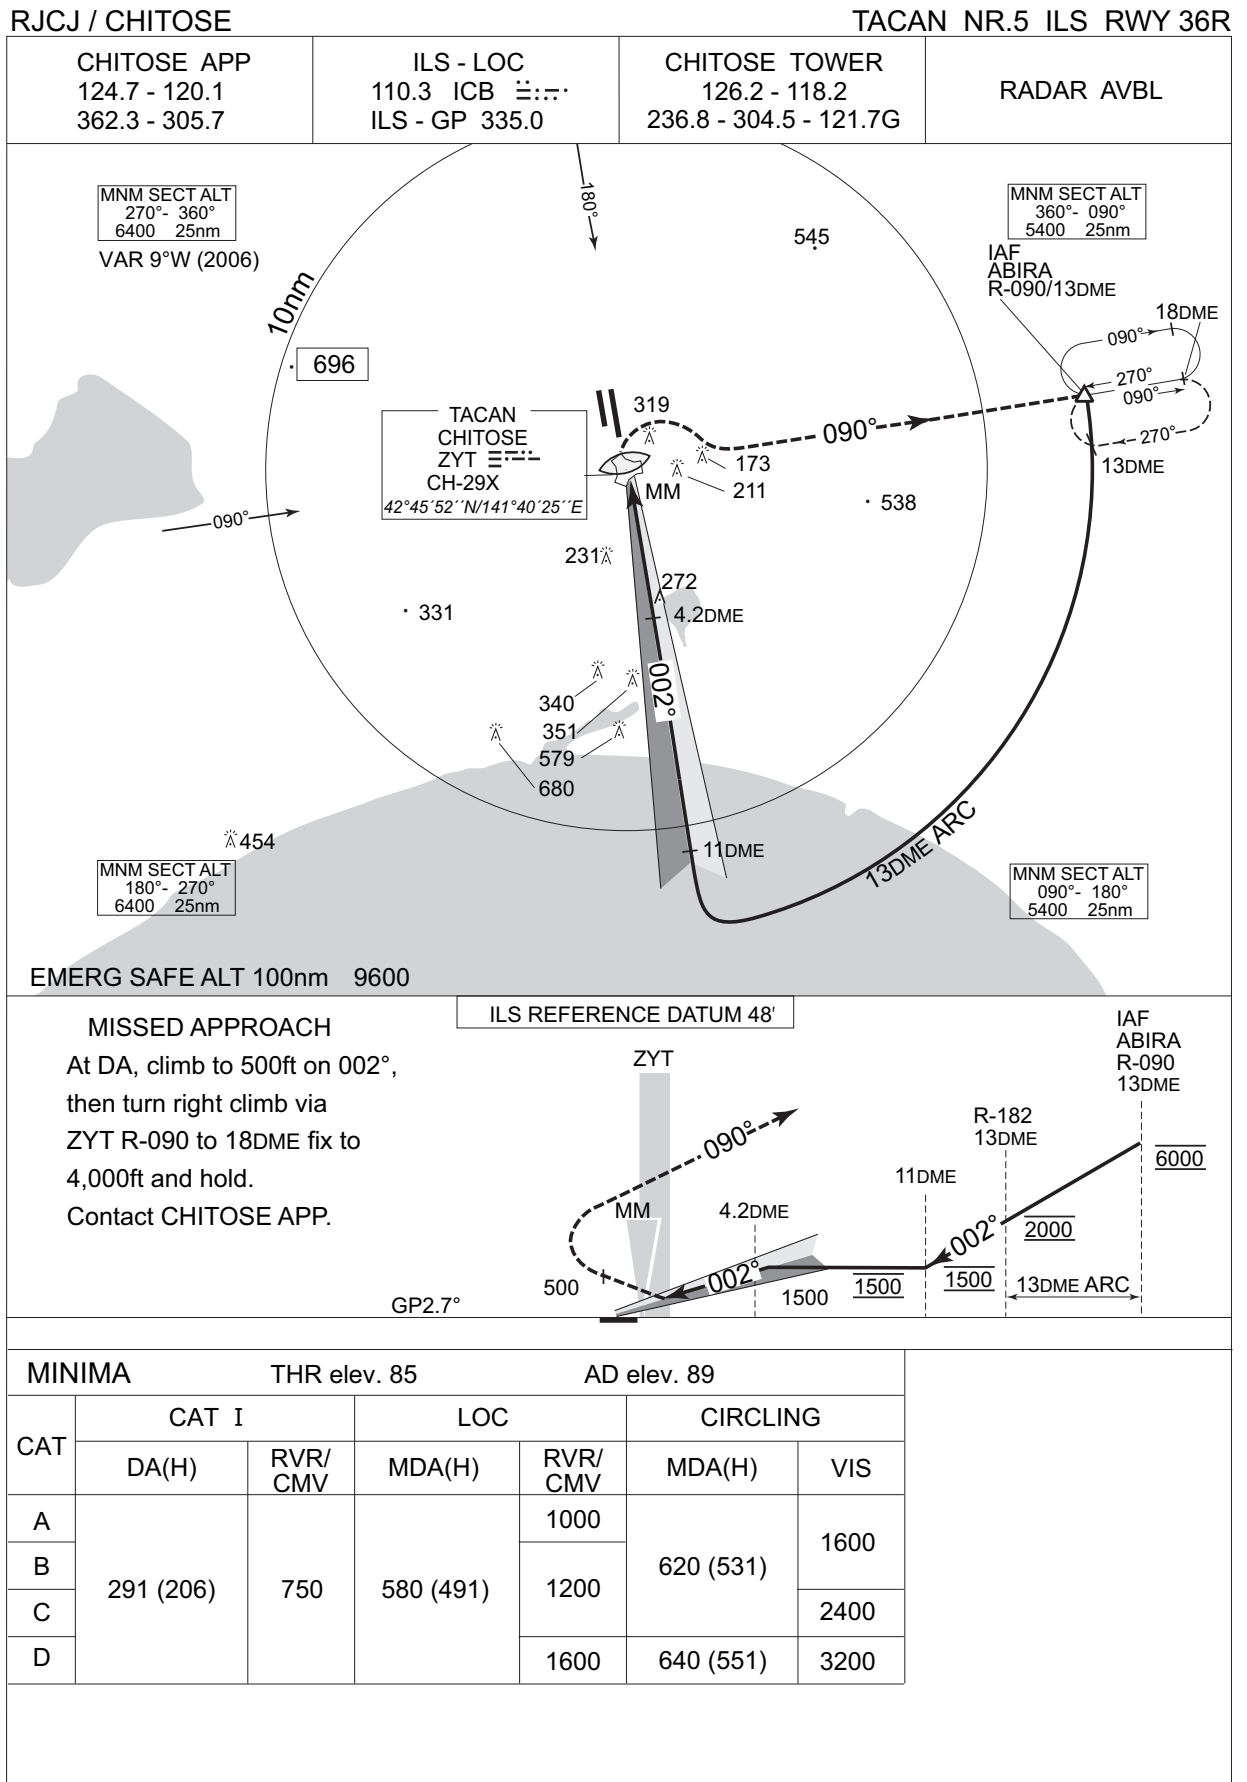 RJCJ / CHITOSE
TACAN NR.5 ILS RWY 36R
CHITOSE APP
124.7 - 120.1
362.3 - 305.7
ILS - LOC
110.3 ICB
ILS - GP 335.0
CHITOSE TOWER
126.2 - 118.2
236.8 - 304.5 - 121.7G
RADAR AVBL
MNM SECT ALT
270°- 360°
6400 25nm
VAR 9°W (2006)
180°
545
MNM SECT ALT
360°- 090°
5400 25nm
IAF
ABIRA
R-090/13DME
18DME
090°
270°
090°
270°
13DME
10nm
696
TACAN
CHITOSE
ZYT
CH-29X
42°45´52´´N/141°40´25´´E
319
090°
173
211
MM
538
090°
231
272
4.2DME
331
002°
340
351
579
680
454
11DME
13DME ARC
MNM SECT ALT
180°- 270°
6400 25nm
MNM SECT ALT
090°- 180°
5400 25nm
EMERG SAFE ALT 100nm 9600
MISSED APPROACH
At DA, climb to 500ft on 002°,
then turn right climb via
ZYT R-090 to 18DME fix to
4,000ft and hold.
Contact CHITOSE APP.
ILS REFERENCE DATUM 48'
ZYT
IAF
ABIRA
R-090
13DME
R-182
13DME
11DME
4.2DME
MM
090°
6000
2000
002°
1500
1500
1500
002°
500
13DME ARC
GP2.7°
MINIMA THR elev. 85 AD elev. 89
CAT CAT I LOC CIRCLING
DA(H) RVR/CMV MDA(H) RVR/CMV MDA(H) VIS
A 291 (206) 750 580 (491) 1000 620 (531) 1600
B 1200
C 2400
D 1600 640 (551) 3200